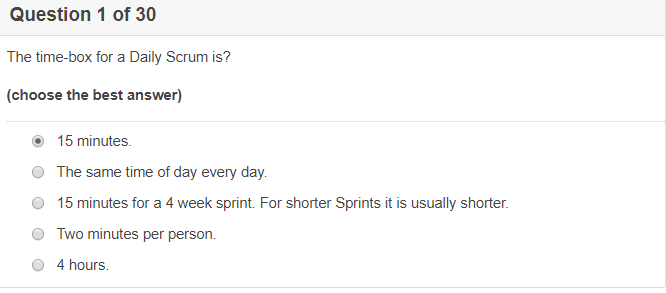 Question 1 of 30
The time-box for a Daily Scrum is?
(choose the best answer)
15 minutes.
The same time of day every day.
15 minutes for a 4 week sprint. For shorter Sprints it is usually shorter.
Two minutes per person.
4 hours.